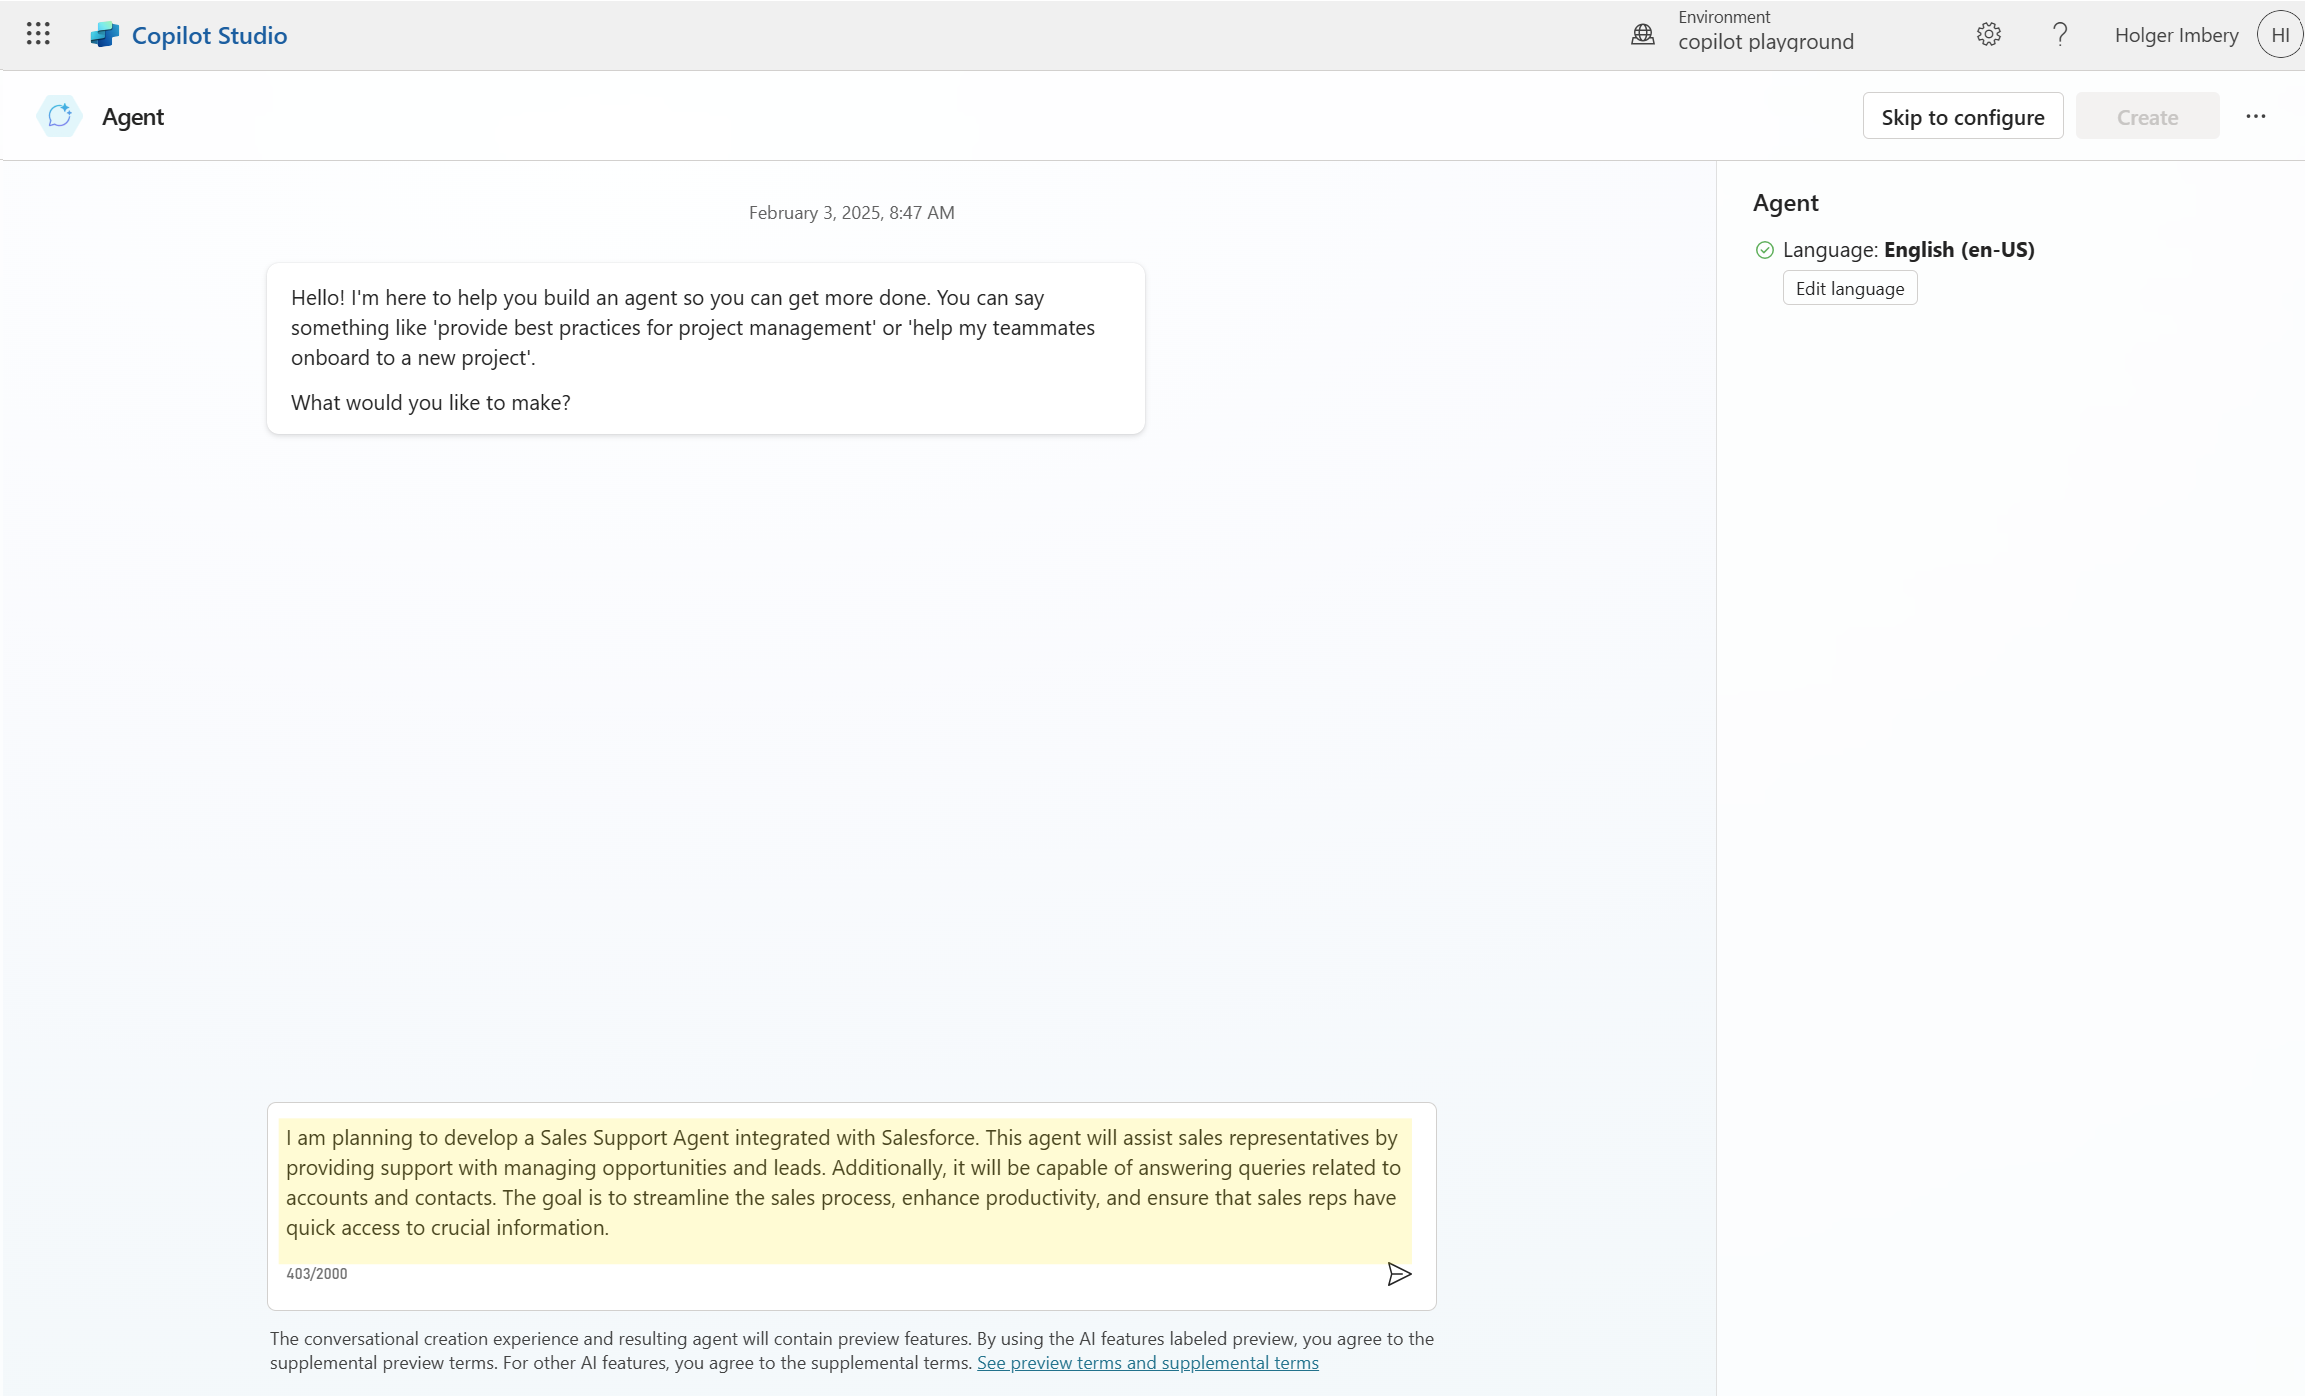 Copilot Studio
Environment
copilot playground
Holger Imbery
HI
Agent
Skip to configure
Create
February 3, 2025, 8:47 AM
Hello! I'm here to help you build an agent so you can get more done. You can say
something like 'provide best practices for project management' or 'help my teammates
onboard to a new project'.
What would you like to make?
Agent
Language: English (en-US)
Edit language
I am planning to develop a Sales Support Agent integrated with Salesforce. This agent will assist sales representatives by
providing support with managing opportunities and leads. Additionally, it will be capable of answering queries related to
accounts and contacts. The goal is to streamline the sales process, enhance productivity, and ensure that sales reps have
quick access to crucial information.
403/2000
The conversational creation experience and resulting agent will contain preview features. By using the AI features labeled preview, you agree to the
supplemental preview terms. For other AI features, you agree to the supplemental terms. See preview terms and supplemental terms